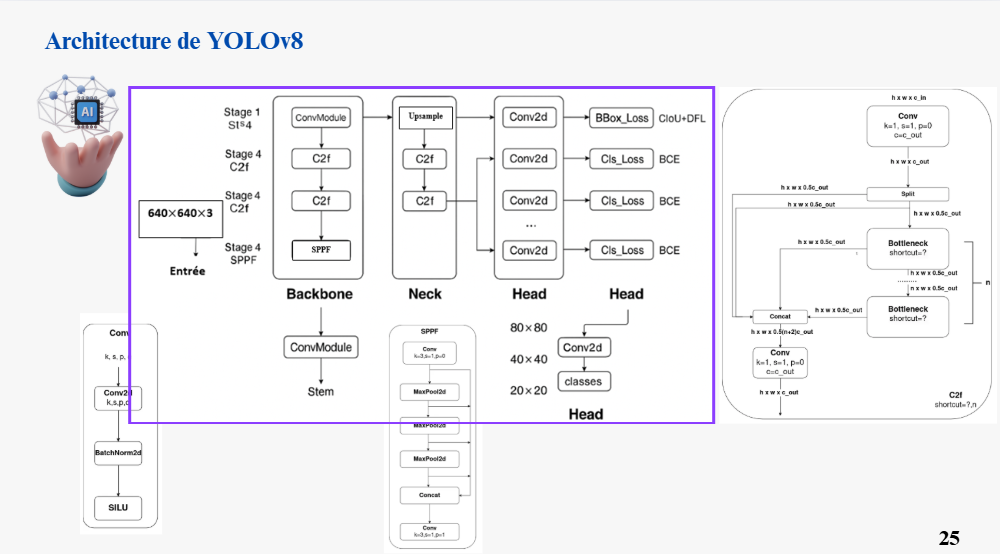 Architecture de YOLOv8
AI
Stage 1
St⁵4
Stage 4
C2f
Stage 4
C2f
Stage 4
SPPF
640×640×3
Entrée
ConvModule
C2f
C2f
SPPF
Backbone
ConvModule
Stem
Upsample
C2f
C2f
Neck
Conv2d
Conv2d
Conv2d
...
Conv2d
Head
BBox_Loss
CIoU+DFL
Cls_Loss
BCE
Cls_Loss
BCE
Cls_Loss
BCE
Head
80×80
40×40
20×20
Conv2d
classes
Head
Conv
k, s, p,
Conv2d
k,s,p,c
BatchNorm2d
SILU
SPPF
Conv
k=3,s=1,p=0
MaxPool2d
MaxPool2d
MaxPool2d
Concat
Conv
k=3,s=1,p=1
h x w x c_in
Conv
k=1, s=1, p=0
c=c_out
h x w x c_out
Split
h x w x 0.5c_out
h x w x 0.5c_out
h x w x 0.5c_out
h x w x 0.5c_out
Bottleneck
shortcut=?
h x w x 0.5c_out
.........
h x w x 0.5c_out
n
Bottleneck
shortcut=?
h x w x 0.5c_out
Concat
h x w x 0.5(n+2)c_out
Conv
k=1, s=1, p=0
c=c_out
h x w x c_out
C2f
shortcut=?,n
25